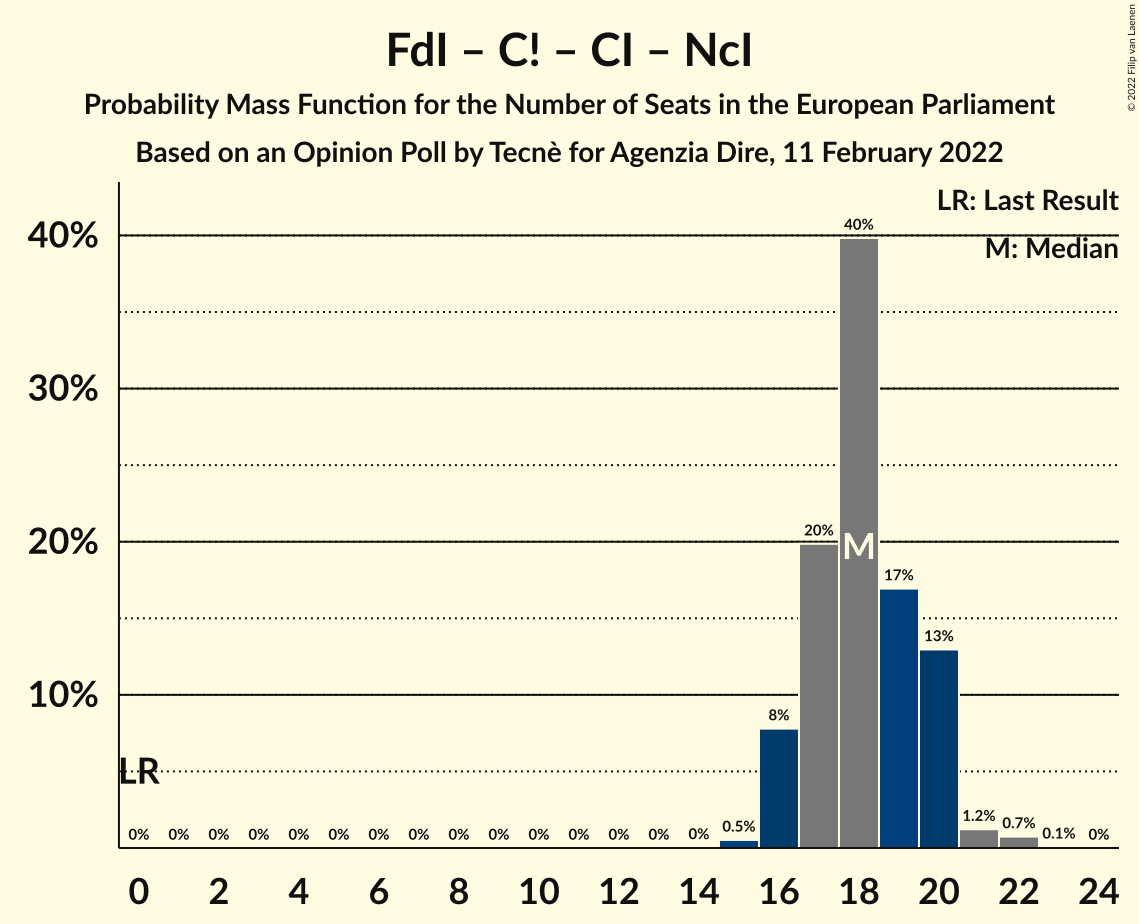 FdI – C! – CI – NcI
Probability Mass Function for the Number of Seats in the European Parliament
Based on an Opinion Poll by Tecnè for Agenzia Dire, 11 February 2022
© 2022 Filip van Laenen
LR: Last Result
M: Median
40%
30%
20%
10%
40%
20%
M
17%
13%
8%
LR
0% 0% 0% 0% 0% 0% 0% 0% 0% 0% 0% 0% 0% 0% 0% 0.5% 1.2% 0.7% 0.1% 0%
0 2 4 6 8 10 12 14 16 18 20 22 24